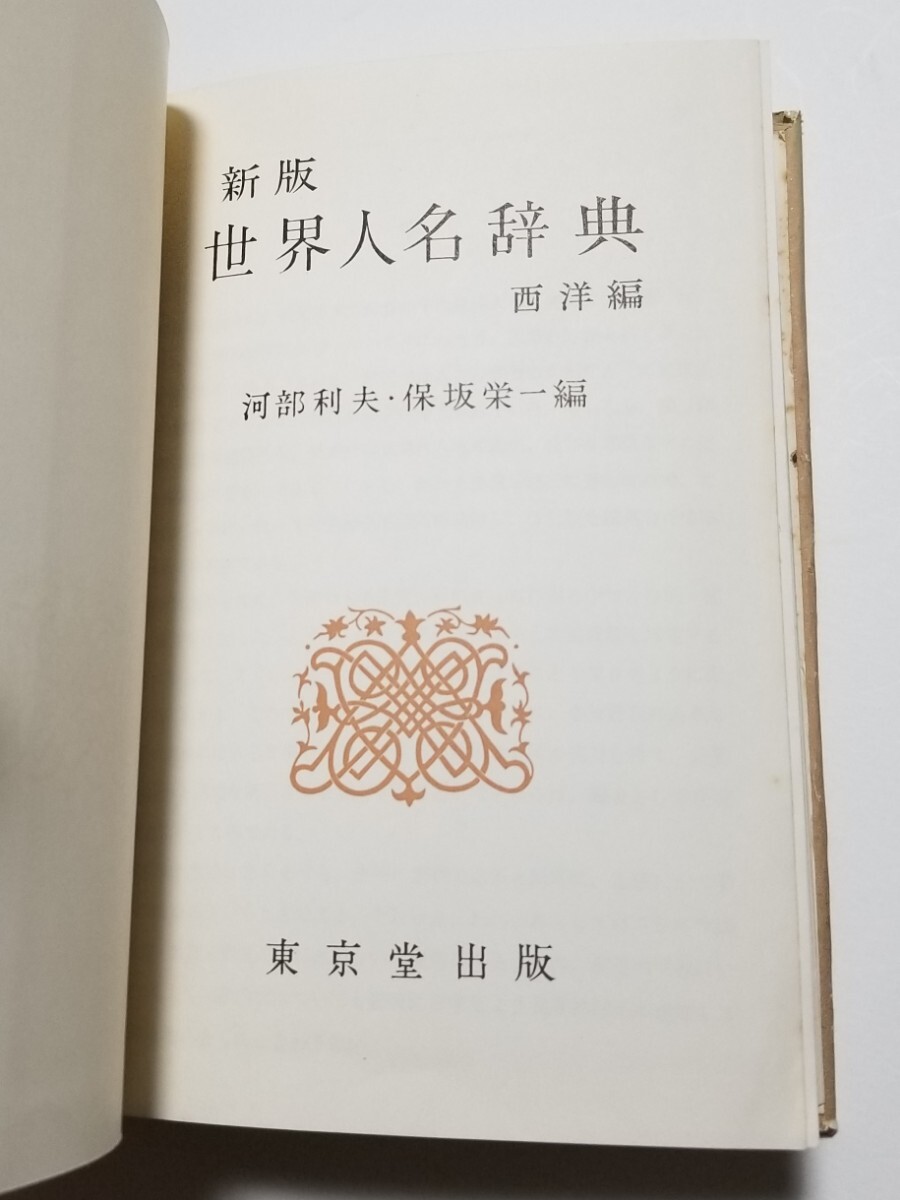 新版
世界人名辞典
西洋編
河部利夫・保坂栄一編
東京堂出版